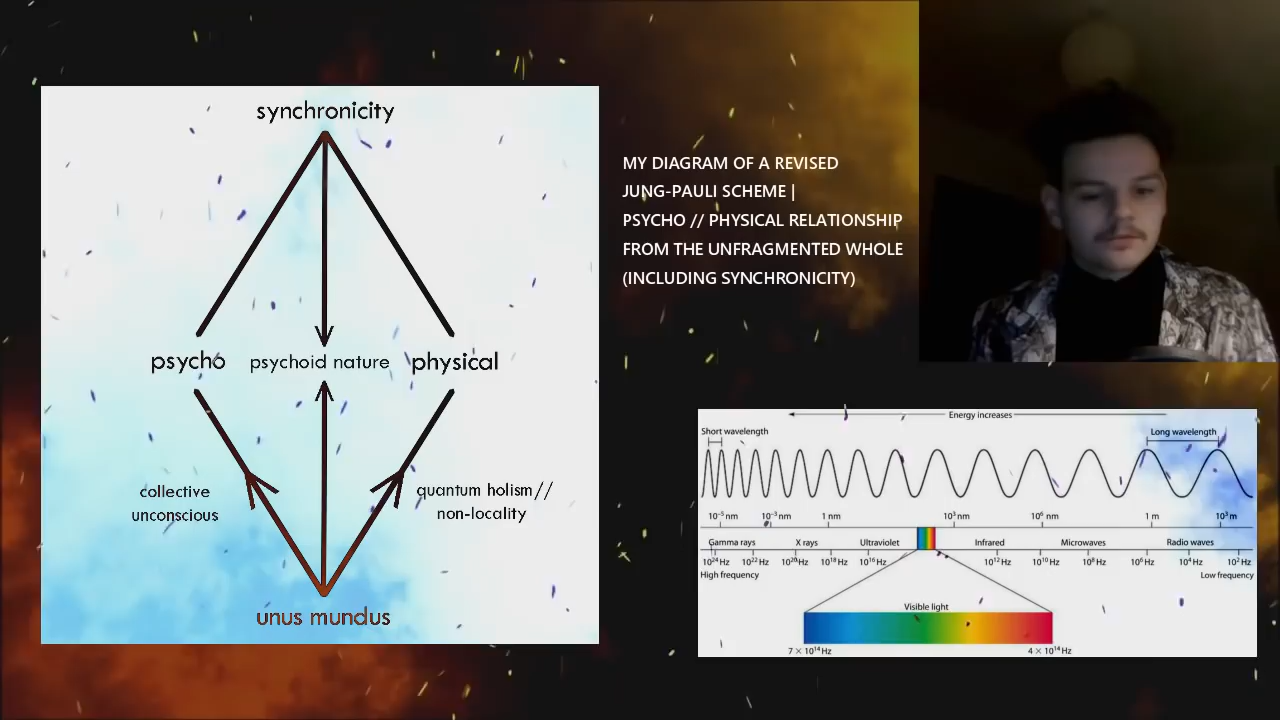 synchronicity
psycho psychoid nature physical
collective
unconscious
quantum holism//
non-locality
unus mundus
MY DIAGRAM OF A REVISED
JUNG-PAULI SCHEME |
PSYCHO // PHYSICAL RELATIONSHIP
FROM THE UNFRAGMENTED WHOLE
(INCLUDING SYNCHRONICITY)
Energy increases
Short wavelength Long wavelength
10⁻⁵ nm 10⁻³ nm 1 nm 10³ nm 10⁶ nm 1 m 10³ m
Gamma rays X rays Ultraviolet Infrared Microwaves Radio waves
10²⁴ Hz 10²² Hz 10²⁰ Hz 10¹⁸ Hz 10¹⁶ Hz 10¹² Hz 10¹⁰ Hz 10⁸ Hz 10⁶ Hz 10⁴ Hz 10² Hz
High frequency Low frequency
Visible light
7 × 10¹⁴ Hz 4 × 10¹⁴ Hz